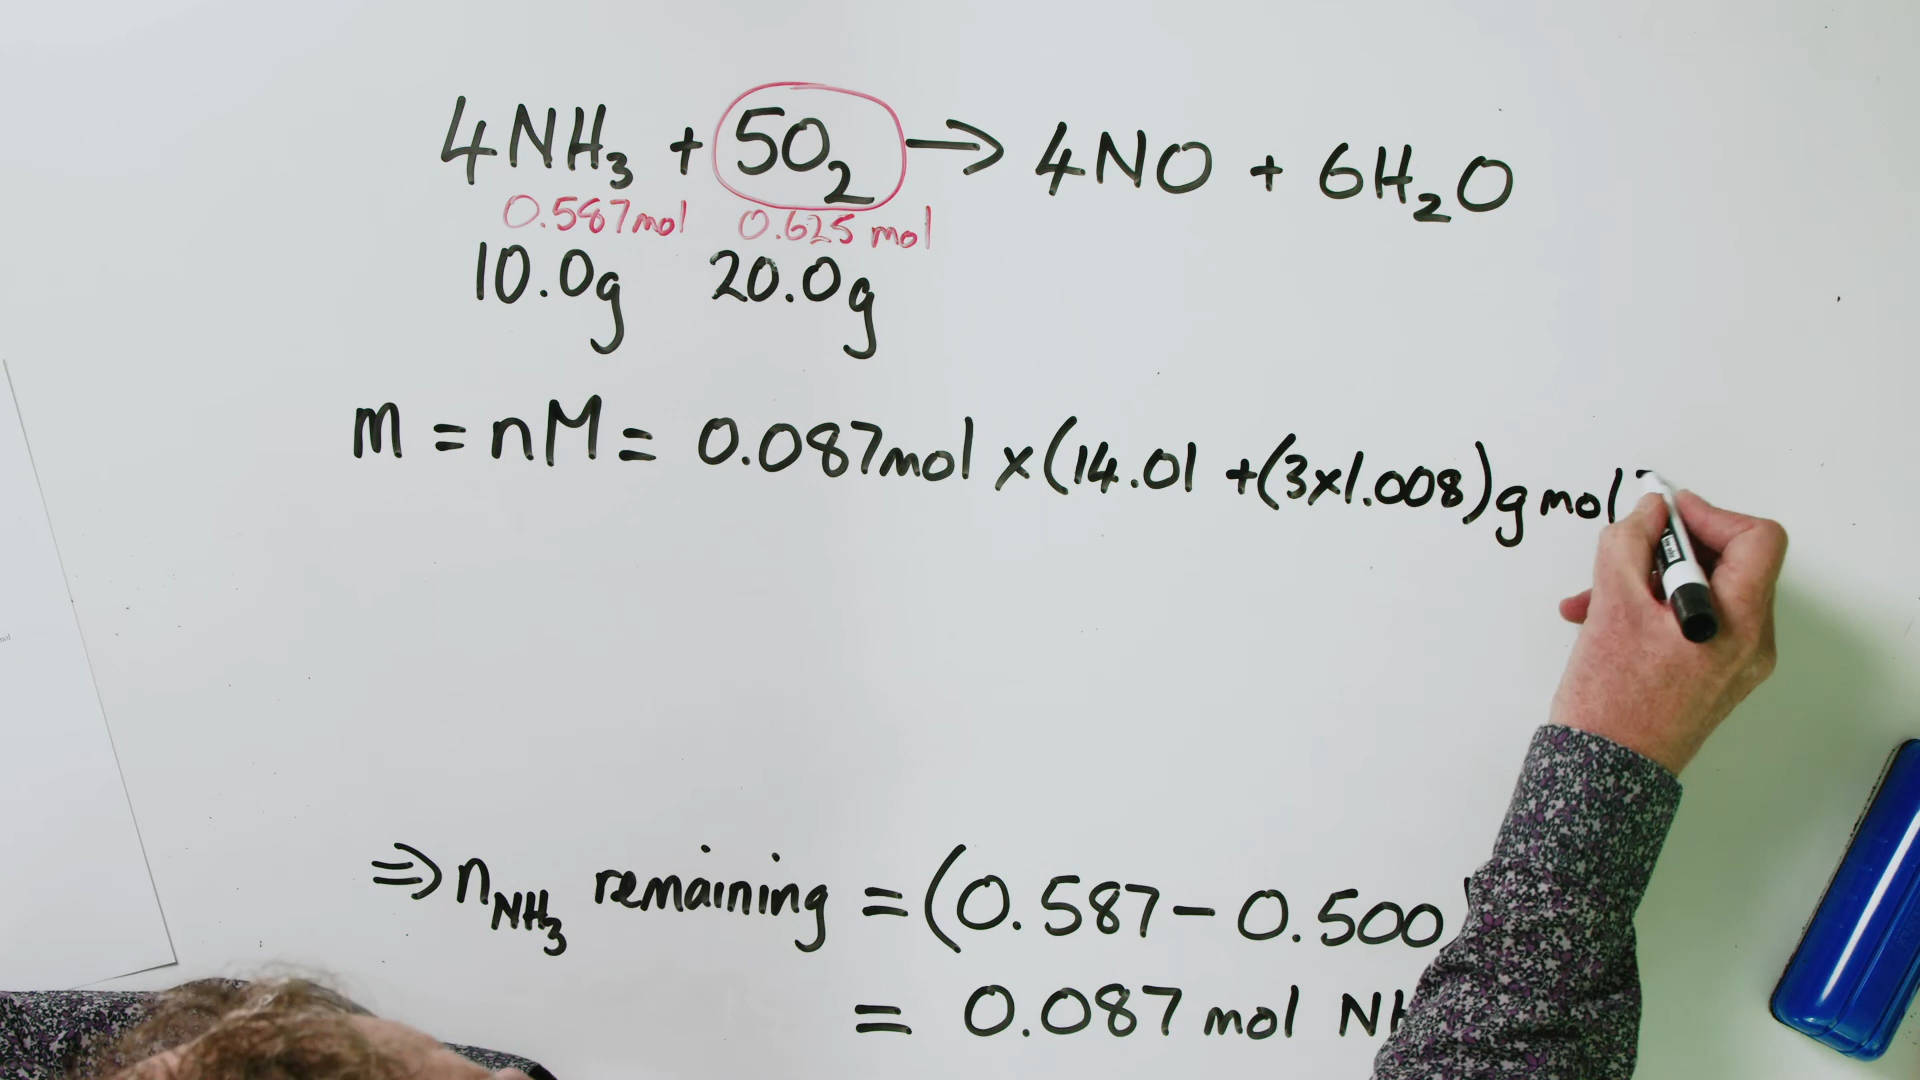 4NH₃ + 5O₂ → 4NO + 6H₂O
0.587mol 0.625 mol
10.0g 20.0g
m = nM = 0.087mol x (14.01 + (3x1.008) g mol
⇒ n_NH₃ remaining = (0.587 - 0.500
= 0.087 mol